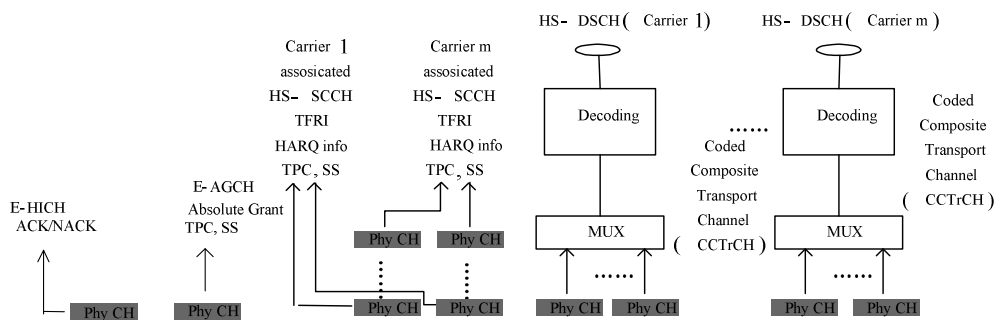 E-HICH
ACK/NACK
Phy CH
E- AGCH
Absolute Grant
TPC, SS
Phy CH
Carrier 1
assosicated
HS- SCCH
TFRI
HARQ info
TPC, SS
Carrier m
assosicated
HS- SCCH
TFRI
HARQ info
TPC, SS
Phy CH
Phy CH
Phy CH
Phy CH
HS- DSCH( Carrier 1)
Decoding
Coded
Composite
Transport
Channel
( CCTrCH )
MUX
......
Phy CH
Phy CH
......
HS- DSCH( Carrier m )
Decoding
Coded
Composite
Transport
Channel
( CCTrCH )
MUX
......
Phy CH
Phy CH